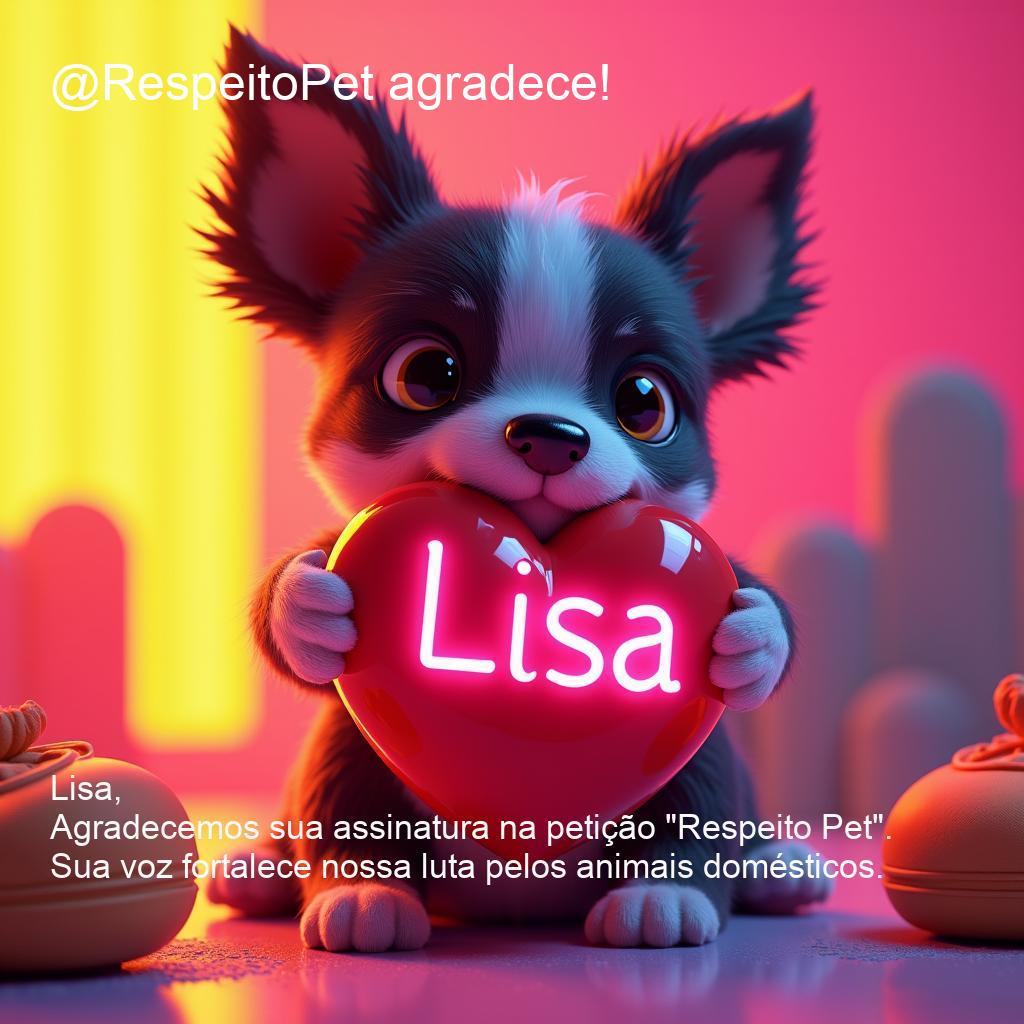 @RespeitoPet agradece!
Lisa
Lisa,
Agradecemos sua assinatura na petição "Respeito Pet".
Sua voz fortalece nossa luta pelos animais domésticos.